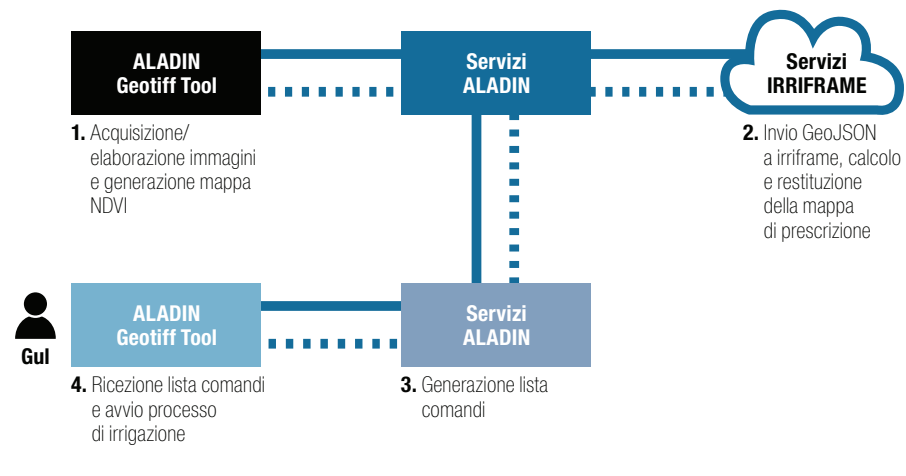 ALADIN
Geotiff Tool
Servizi
ALADIN
Servizi
IRRIFRAME
1. Acquisizione/
elaborazione immagini
e generazione mappa
NDVI
2. Invio GeoJSON
a irriframe, calcolo
e restituzione
della mappa
di prescrizione
ALADIN
Geotiff Tool
Servizi
ALADIN
GuI
4. Ricezione lista comandi
e avvio processo
di irrigazione
3. Generazione lista
comandi